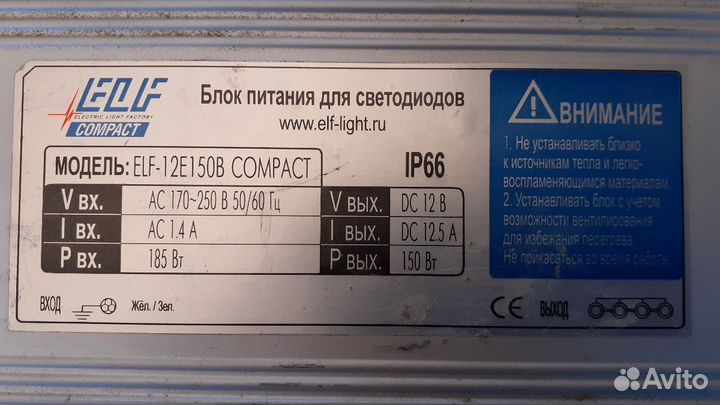 ELF
ELECTRIC LIGHT FACTORY
COMPACT
Блок питания для светодиодов
www.elf-light.ru
МОДЕЛЬ: ELF-12E150B COMPACT IP66
V вх. AC 170~250 В 50/60 Гц V вых. DC 12 В
I вх. AC 1.4 А I вых. DC 12.5 А
P вх. 185 Вт P вых. 150 Вт
ВХОД Жёл./Зел. CE ВЫХОД
ВНИМАНИЕ
1. Не устанавливать близко
к источникам тепла и легко-
воспламеняющимся материалам.
2. Устанавливать блок с учетом
возможности вентилирования
для избежания перегрева.
Не прикасаться во время работы
Avito